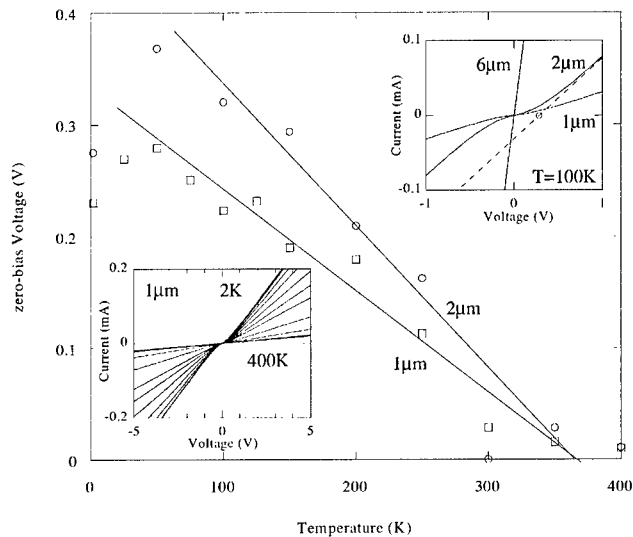 0.4
0.3
0.2
0.1
0
zero-bias Voltage (V)
0
100
200
300
400
Temperature (K)
2μm
1μm
0.1
0
-0.1
Current (mA)
6μm
2μm
1μm
T=100K
-1
0
1
Voltage (V)
0.2
0
-0.2
Current (mA)
1μm
2K
400K
-5
0
5
Voltage (V)